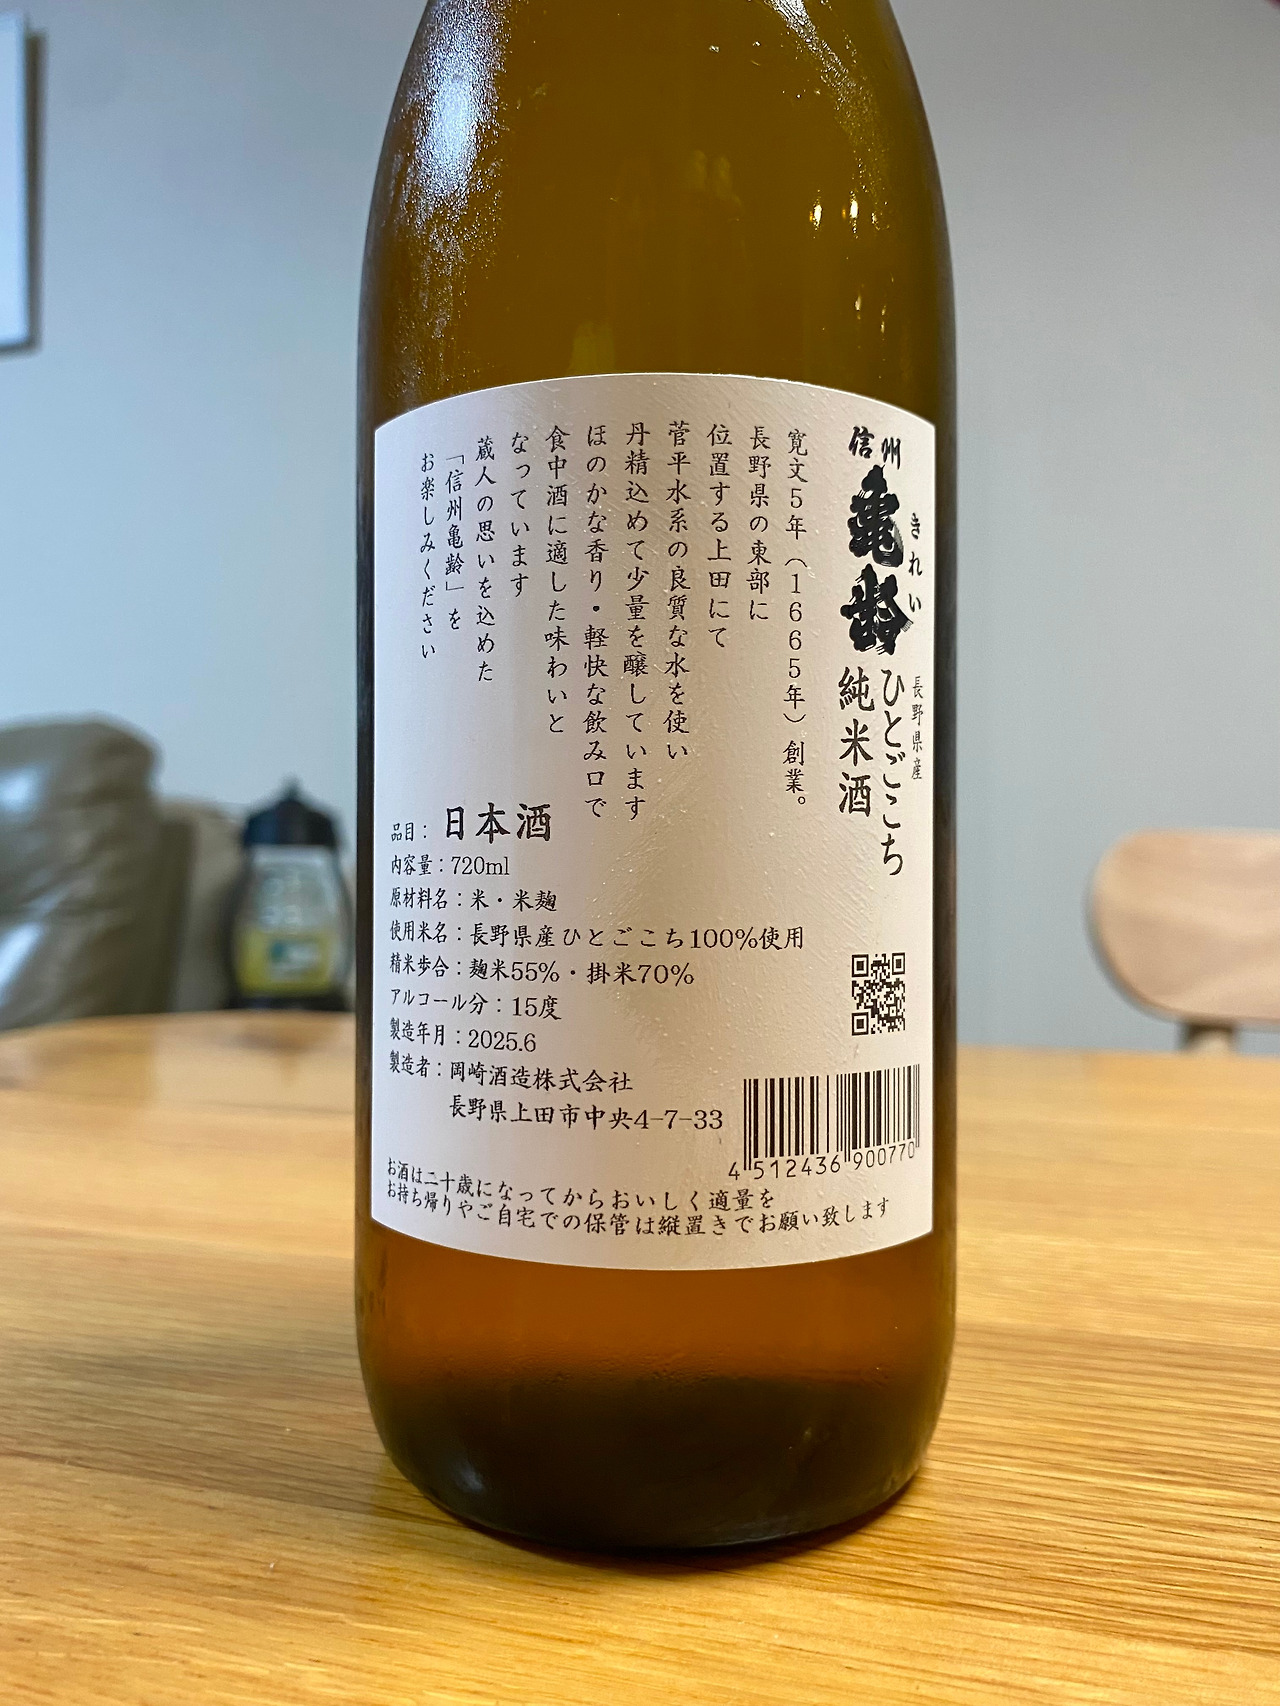 信州
亀齢
きれい
長野県産
ひとごこち
純米酒
寛文5年（1665年）創業。
長野県の東部に
位置する上田にて
菅平水系の良質な水を使い
丹精込めて少量を醸しています
ほのかな香り・軽快な飲み口で
食中酒に適した味わいと
なっています
蔵人の思いを込めた
「信州亀齢」を
お楽しみください
品目：日本酒
内容量：720ml
原材料名：米・米麹
使用米名：長野県産ひとごこち100%使用
精米歩合：麹米55%・掛米70%
アルコール分：15度
製造年月：2025.6
製造者：岡崎酒造株式会社
長野県上田市中央4-7-33
4 512436 900770
お酒は二十歳になってからおいしく適量を
お持ち帰りやご自宅での保管は縦置きでお願い致します